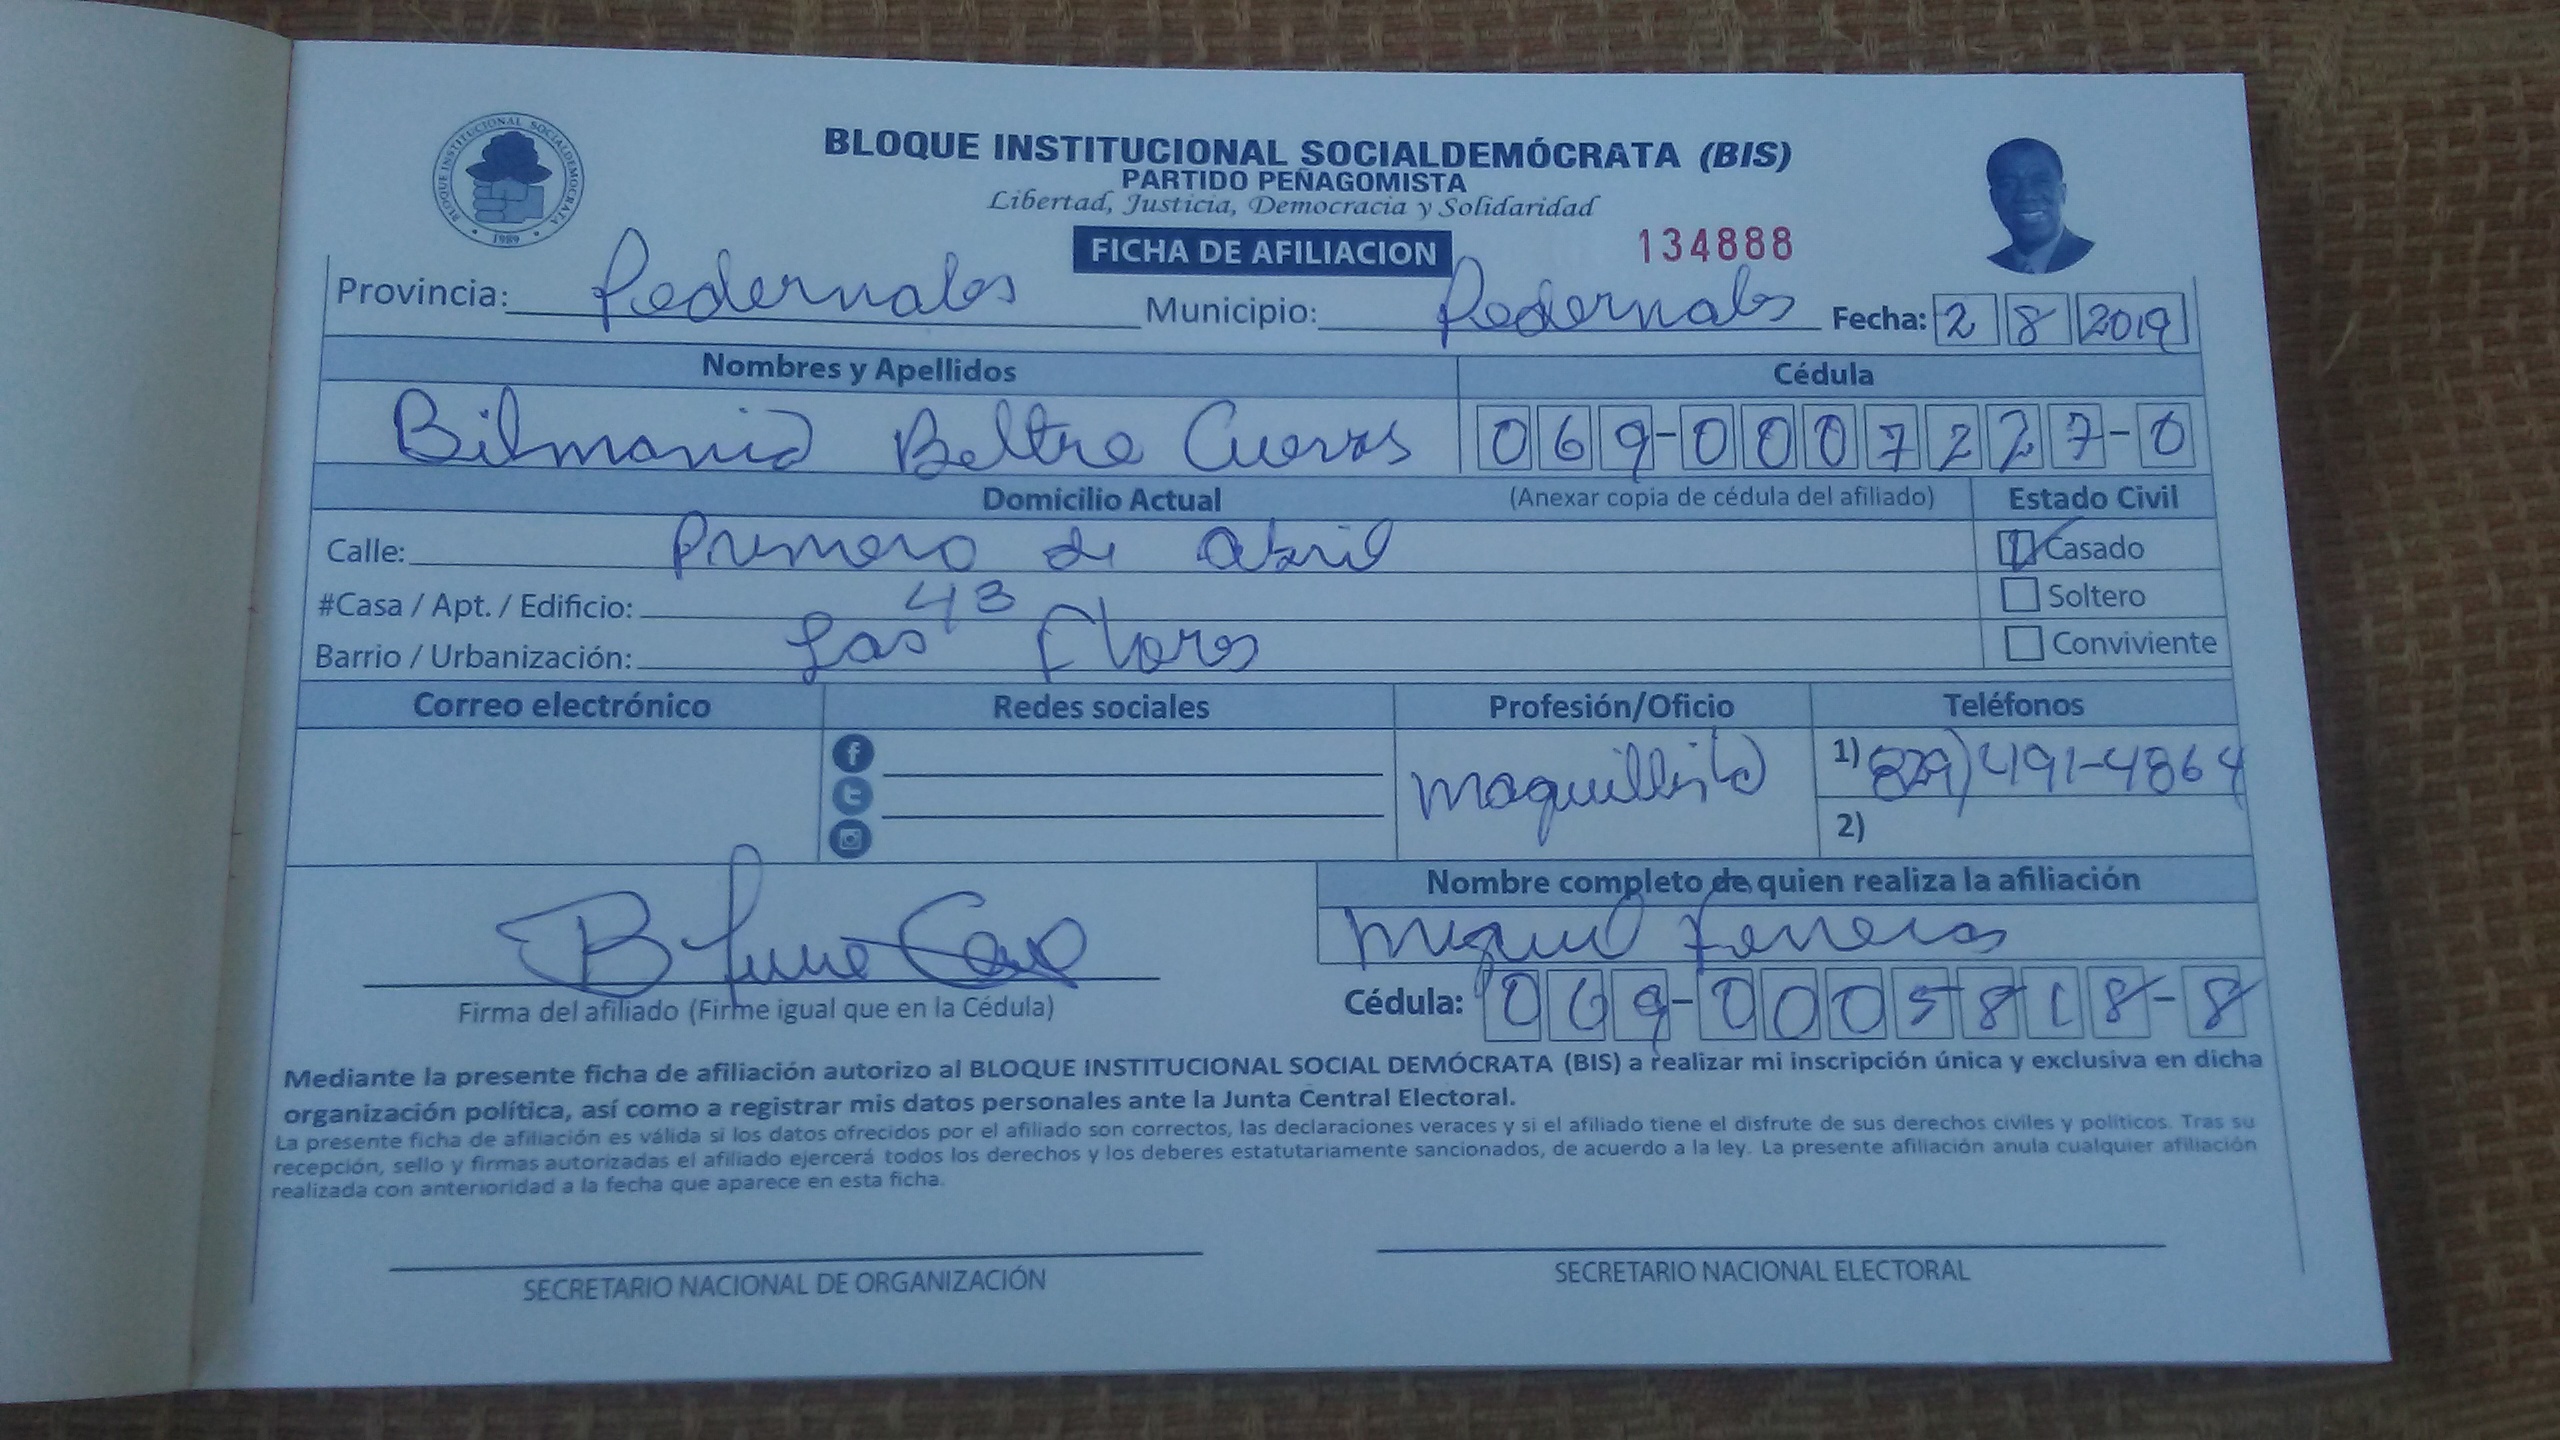 BLOQUE INSTITUCIONAL SOCIALDEMOCRATA
1989
BLOQUE INSTITUCIONAL SOCIALDEMÓCRATA (BIS)
PARTIDO PEÑAGOMISTA
Libertad, Justicia, Democracia y Solidaridad
FICHA DE AFILIACION 134888
Provincia: Pedernales Municipio: Pedernales Fecha: 2 8 2019
Nombres y Apellidos Cédula
Bilmania Beltre Cuevas 069-0007227-0
Domicilio Actual (Anexar copia de cédula del afiliado) Estado Civil
Calle: Primero de abril Casado
#Casa / Apt. / Edificio: 43 Soltero
Barrio / Urbanización: Las Flores Conviviente
Correo electrónico Redes sociales Profesión/Oficio Teléfonos
maquillista 1) (829) 491-4864
2)
Nombre completo de quien realiza la afiliación
Miguel Ferreras
Firma del afiliado (Firme igual que en la Cédula) Cédula: 069-0005818-8
Mediante la presente ficha de afiliación autorizo al BLOQUE INSTITUCIONAL SOCIAL DEMÓCRATA (BIS) a realizar mi inscripción única y exclusiva en dicha
organización política, así como a registrar mis datos personales ante la Junta Central Electoral.
La presente ficha de afiliación es válida si los datos ofrecidos por el afiliado son correctos, las declaraciones veraces y si el afiliado tiene el disfrute de sus derechos civiles y políticos. Tras su
recepción, sello y firmas autorizadas el afiliado ejercerá todos los derechos y los deberes estatutariamente sancionados, de acuerdo a la ley. La presente afiliación anula cualquier afiliación
realizada con anterioridad a la fecha que aparece en esta ficha.
SECRETARIO NACIONAL DE ORGANIZACIÓN SECRETARIO NACIONAL ELECTORAL